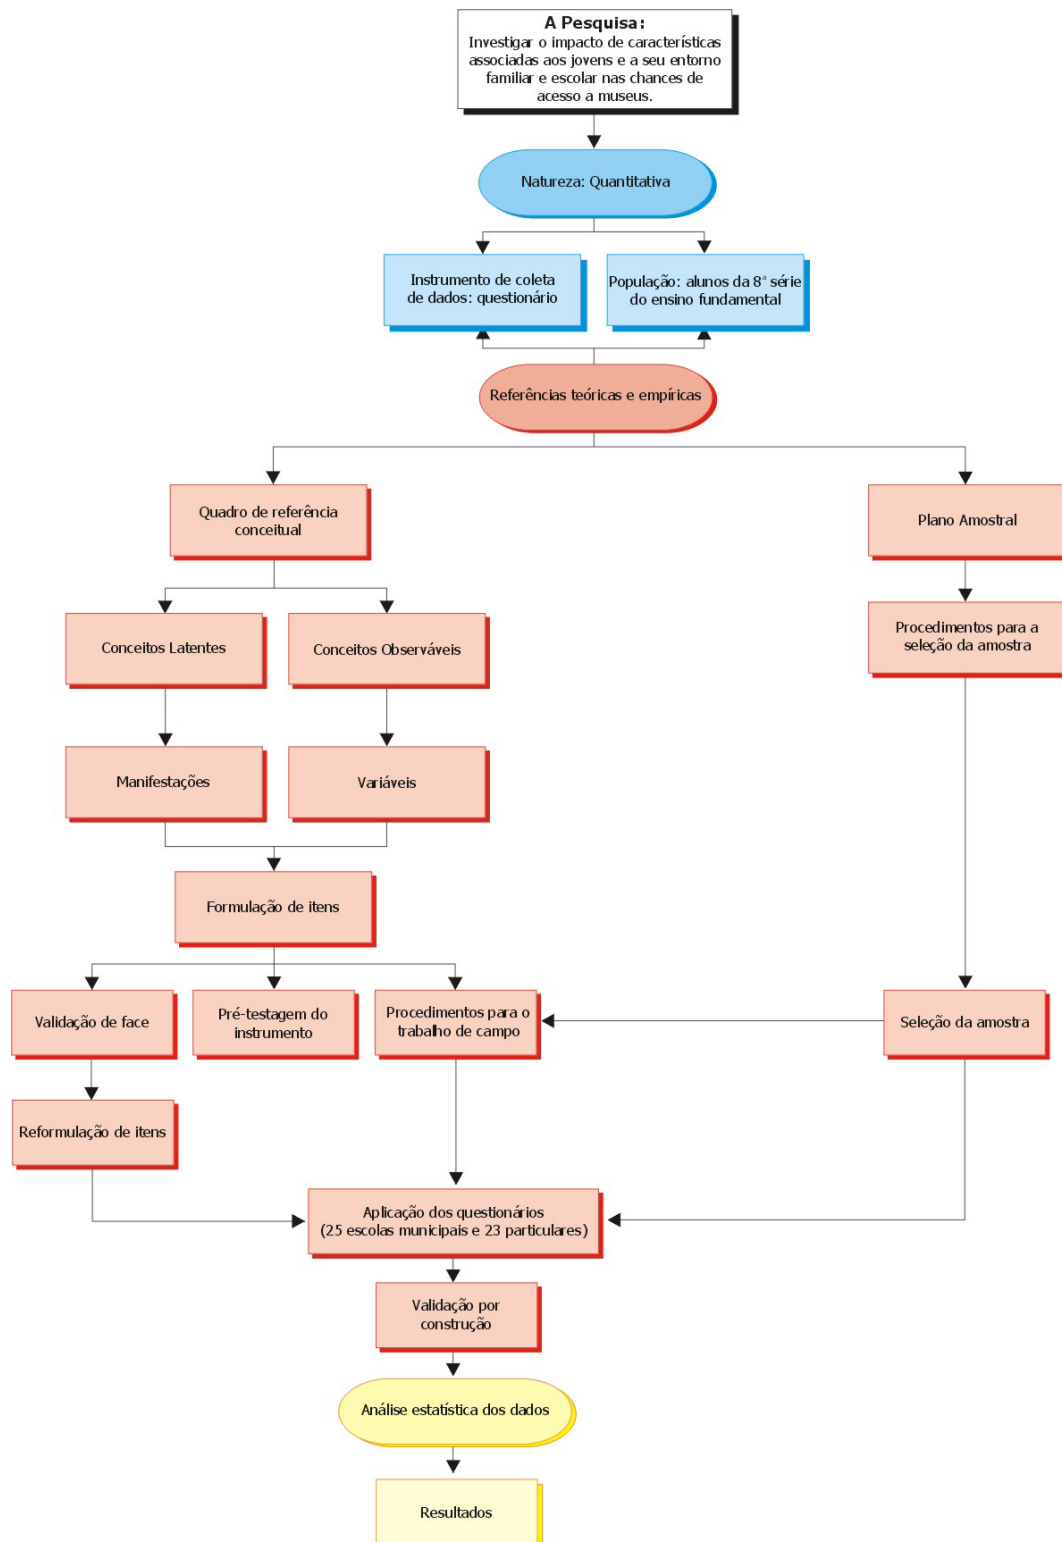 A Pesquisa:
Investigar o impacto de características
associadas aos jovens e a seu entorno
familiar e escolar nas chances de
acesso a museus.
Natureza: Quantitativa
Instrumento de coleta
de dados: questionário
População: alunos da 8ª série
do ensino fundamental
Referências teóricas e empíricas
Quadro de referência
conceitual
Plano Amostral
Conceitos Latentes
Conceitos Observáveis
Procedimentos para a
seleção da amostra
Manifestações
Variáveis
Formulação de itens
Validação de face
Pré-testagem do
instrumento
Procedimentos para o
trabalho de campo
Seleção da amostra
Reformulação de itens
Aplicação dos questionários
(25 escolas municipais e 23 particulares)
Validação por
construção
Análise estatística dos dados
Resultados